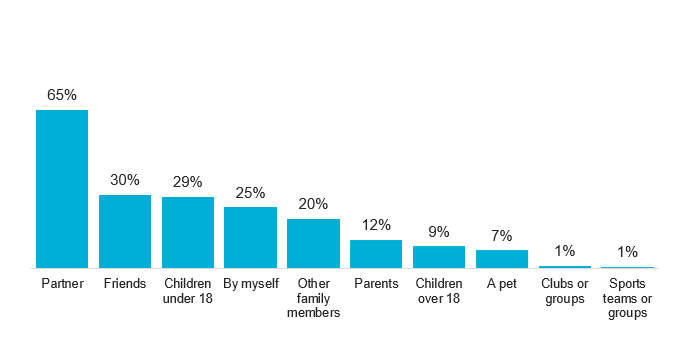 65%
30%
29%
25%
20%
12%
9%
7%
1%
1%
Partner
Friends
Children
under 18
By myself
Other
family
members
Parents
Children
over 18
A pet
Clubs or
groups
Sports
teams or
groups